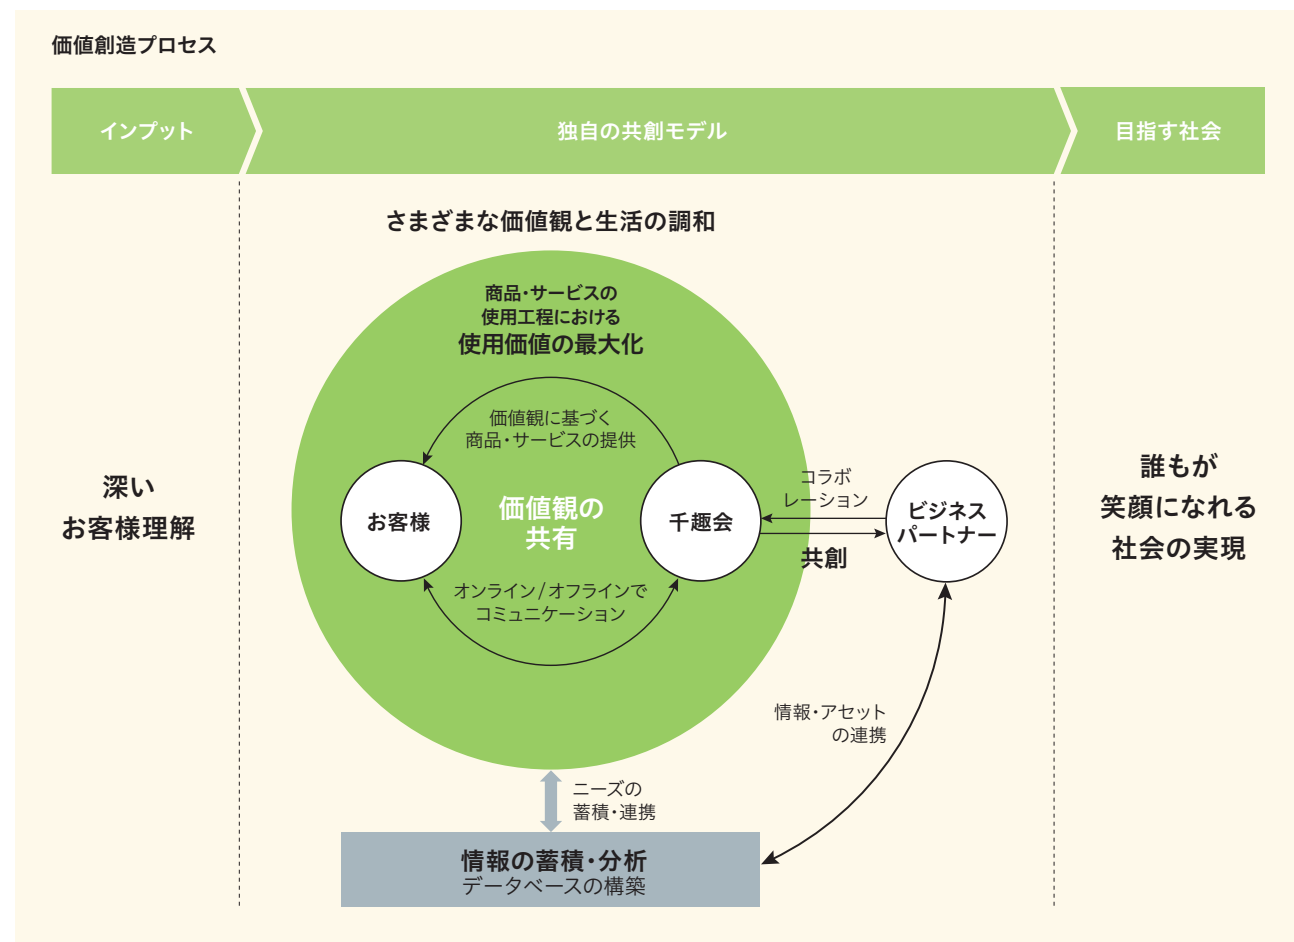 価値創造プロセス
インプット
独自の共創モデル
目指す社会
さまざまな価値観と生活の調和
商品・サービスの
使用工程における
使用価値の最大化
価値観に基づく
商品・サービスの提供
深い
お客様理解
お客様
価値観の
共有
千趣会
コラボ
レーション
共創
ビジネス
パートナー
誰もが
笑顔になれる
社会の実現
オンライン/オフラインで
コミュニケーション
情報・アセット
の連携
ニーズの
蓄積・連携
情報の蓄積・分析
データベースの構築